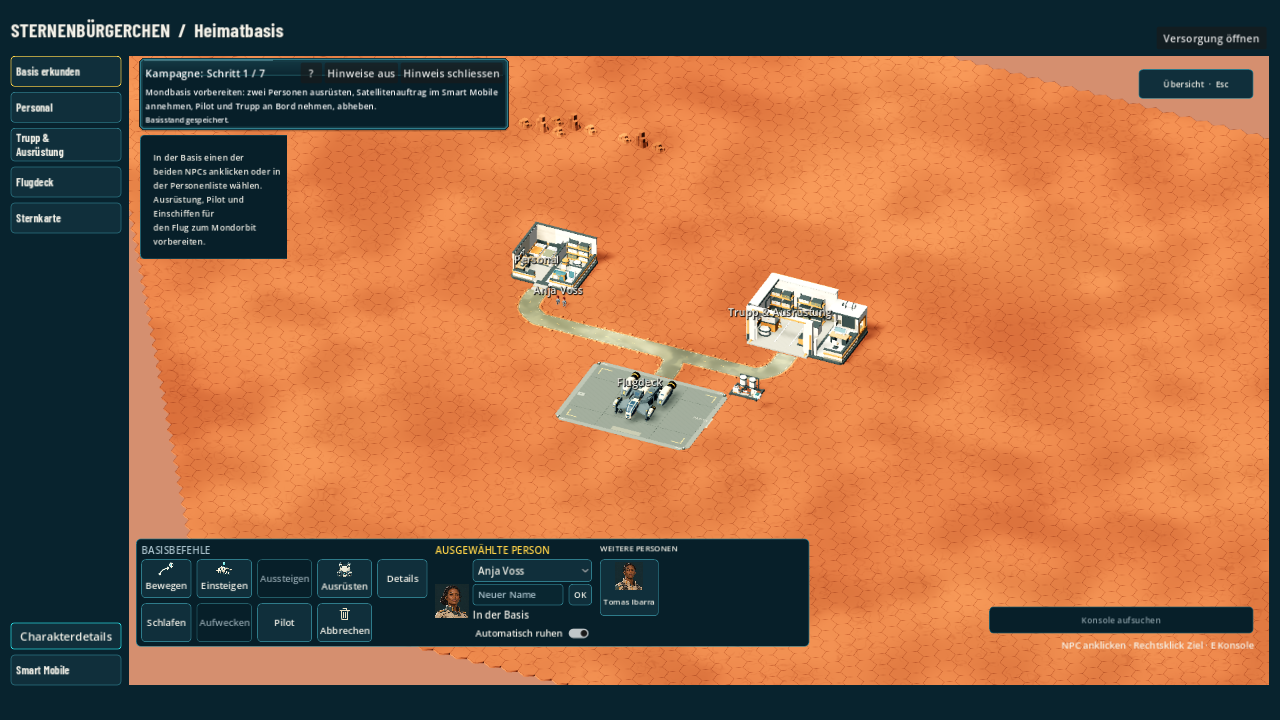 STERNENBÜRGERCHEN / Heimatbasis
Versorgung öffnen
Basis erkunden
Personal
Trupp &
Ausrüstung
Flugdeck
Sternkarte
Kampagne: Schritt 1 / 7
?
Hinweise aus
Hinweis schliessen
Mondbasis vorbereiten: zwei Personen ausrüsten, Satellitenauftrag im Smart Mobile
annehmen, Pilot und Trupp an Bord nehmen, abheben.
Basisstand gespeichert.
Übersicht · Esc
In der Basis einen der
beiden NPCs anklicken oder in
der Personenliste wählen.
Ausrüstung, Pilot und
Einschiffen für
den Flug zum Mondorbit
vorbereiten.
Personal
Anja Voss
Trupp & Ausrüstung
Flugdeck
BASISBEFEHLE
Bewegen
Einsteigen
Aussteigen
Ausrüsten
Details
Schlafen
Aufwecken
Pilot
Abbrechen
AUSGEWÄHLTE PERSON
Anja Voss
Neuer Name
OK
In der Basis
Automatisch ruhen
WEITERE PERSONEN
Tomas Ibarra
Konsole aufsuchen
NPC anklicken · Rechtsklick Ziel · E Konsole
Charakterdetails
Smart Mobile